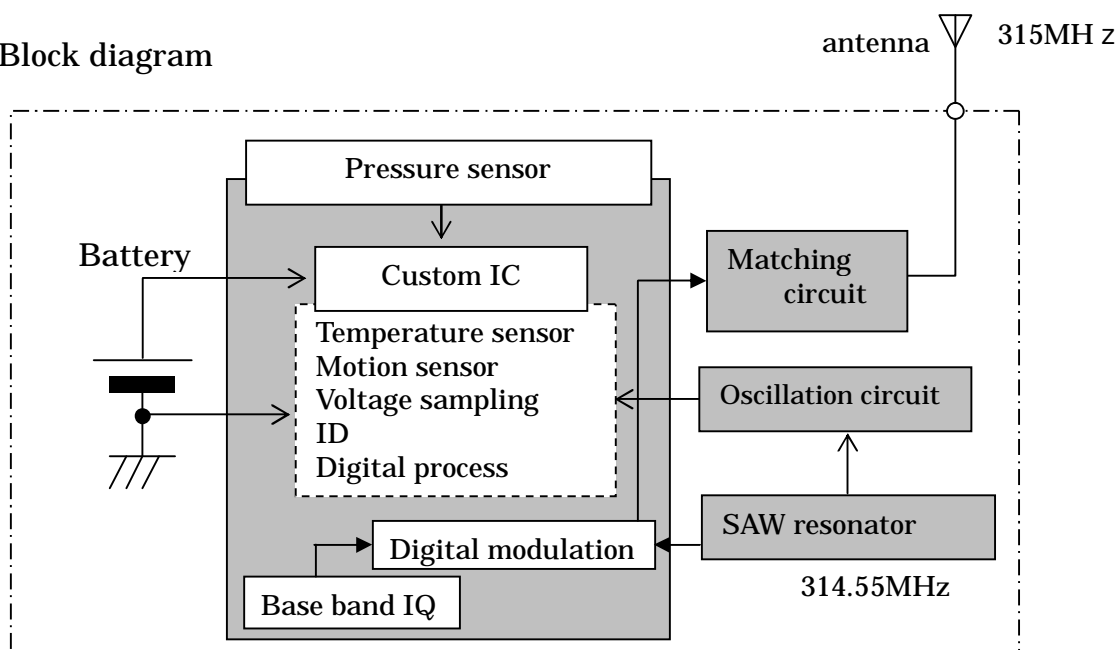 Block diagram
antenna
315MH z
Pressure sensor
Battery
Custom IC
Matching
circuit
Temperature sensor
Motion sensor
Voltage sampling
ID
Digital process
Oscillation circuit
SAW resonator
Digital modulation
314.55MHz
Base band IQ